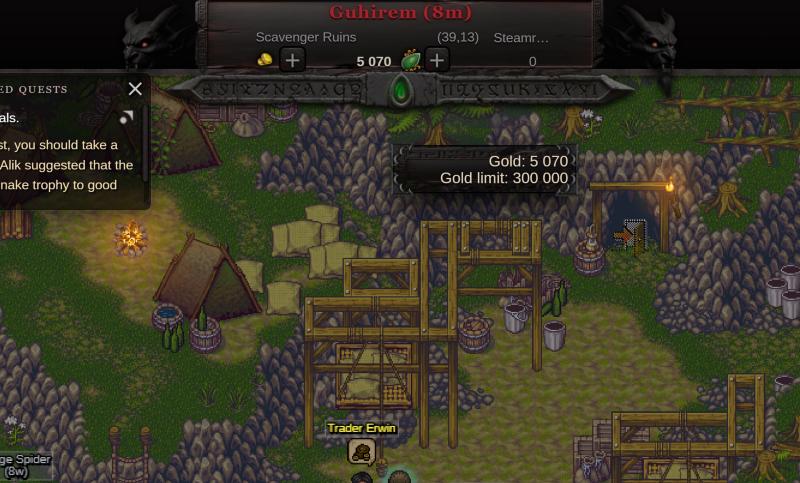 Guhirem (8m)
Scavenger Ruins (39,13) Steamr...
5 070 0
ED QUESTS
als.
st, you should take a
Alik suggested that the
nake trophy to good
Gold: 5 070
Gold limit: 300 000
Trader Erwin
ge Spider
(8w)